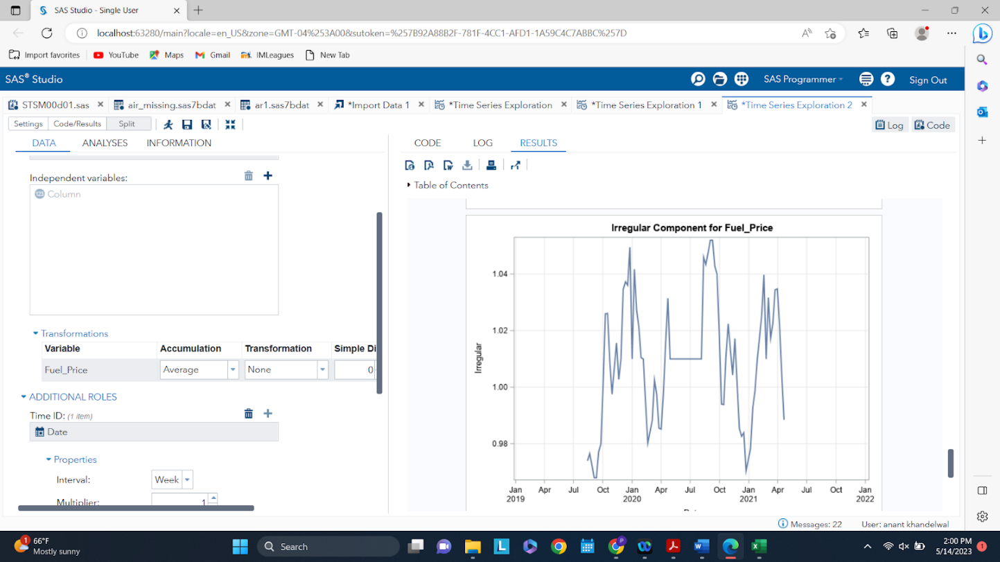 SAS Studio - Single User
localhost:63280/main?locale=en_US&zone=GMT-04%253A00&sutoken=%257B92A88B2F-781F-4CC1-AFD1-1A59C4C7ABBC%257D
Import favorites YouTube Maps Gmail IMLeagues New Tab
SAS® Studio SAS Programmer Sign Out
STSM00d01.sas air_missing.sas7bdat ar1.sas7bdat *Import Data 1 *Time Series Exploration *Time Series Exploration 1 *Time Series Exploration 2
Settings Code/Results Split Log Code
DATA ANALYSES INFORMATION CODE LOG RESULTS
Independent variables:
Column
Table of Contents
Irregular Component for Fuel_Price
1.04
1.02
1.00
0.98
Irregular
Jan Apr Jul Oct Jan Apr Jul Oct Jan Apr Jul Oct Jan
2019 2020 2021 2022
Transformations
Variable Accumulation Transformation Simple Di
Fuel_Price Average None 0
ADDITIONAL ROLES
Time ID: (1 item)
Date
Properties
Interval: Week
Multiplier: 1
Messages: 22 User: anant khandelwal
1 66°F
Mostly sunny
Search
2:00 PM
5/14/2023 1